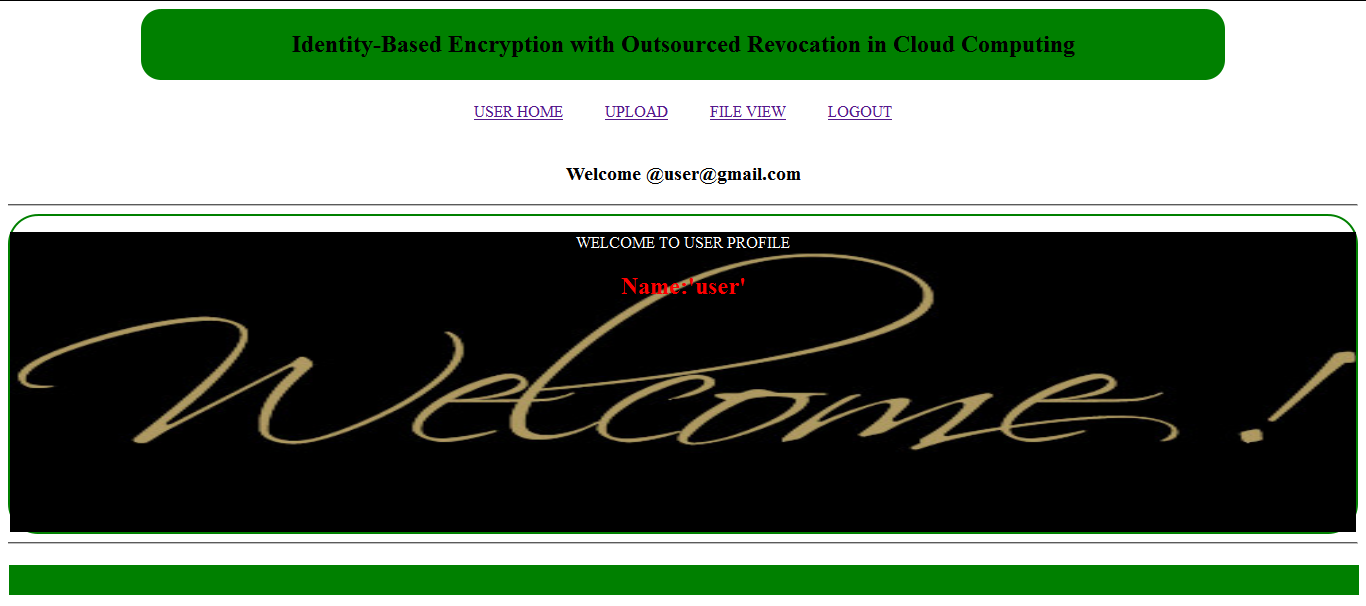 Identity-Based Encryption with Outsourced Revocation in Cloud Computing
USER HOME UPLOAD FILE VIEW LOGOUT
Welcome @user@gmail.com
WELCOME TO USER PROFILE
Name:'user'
Welcome !